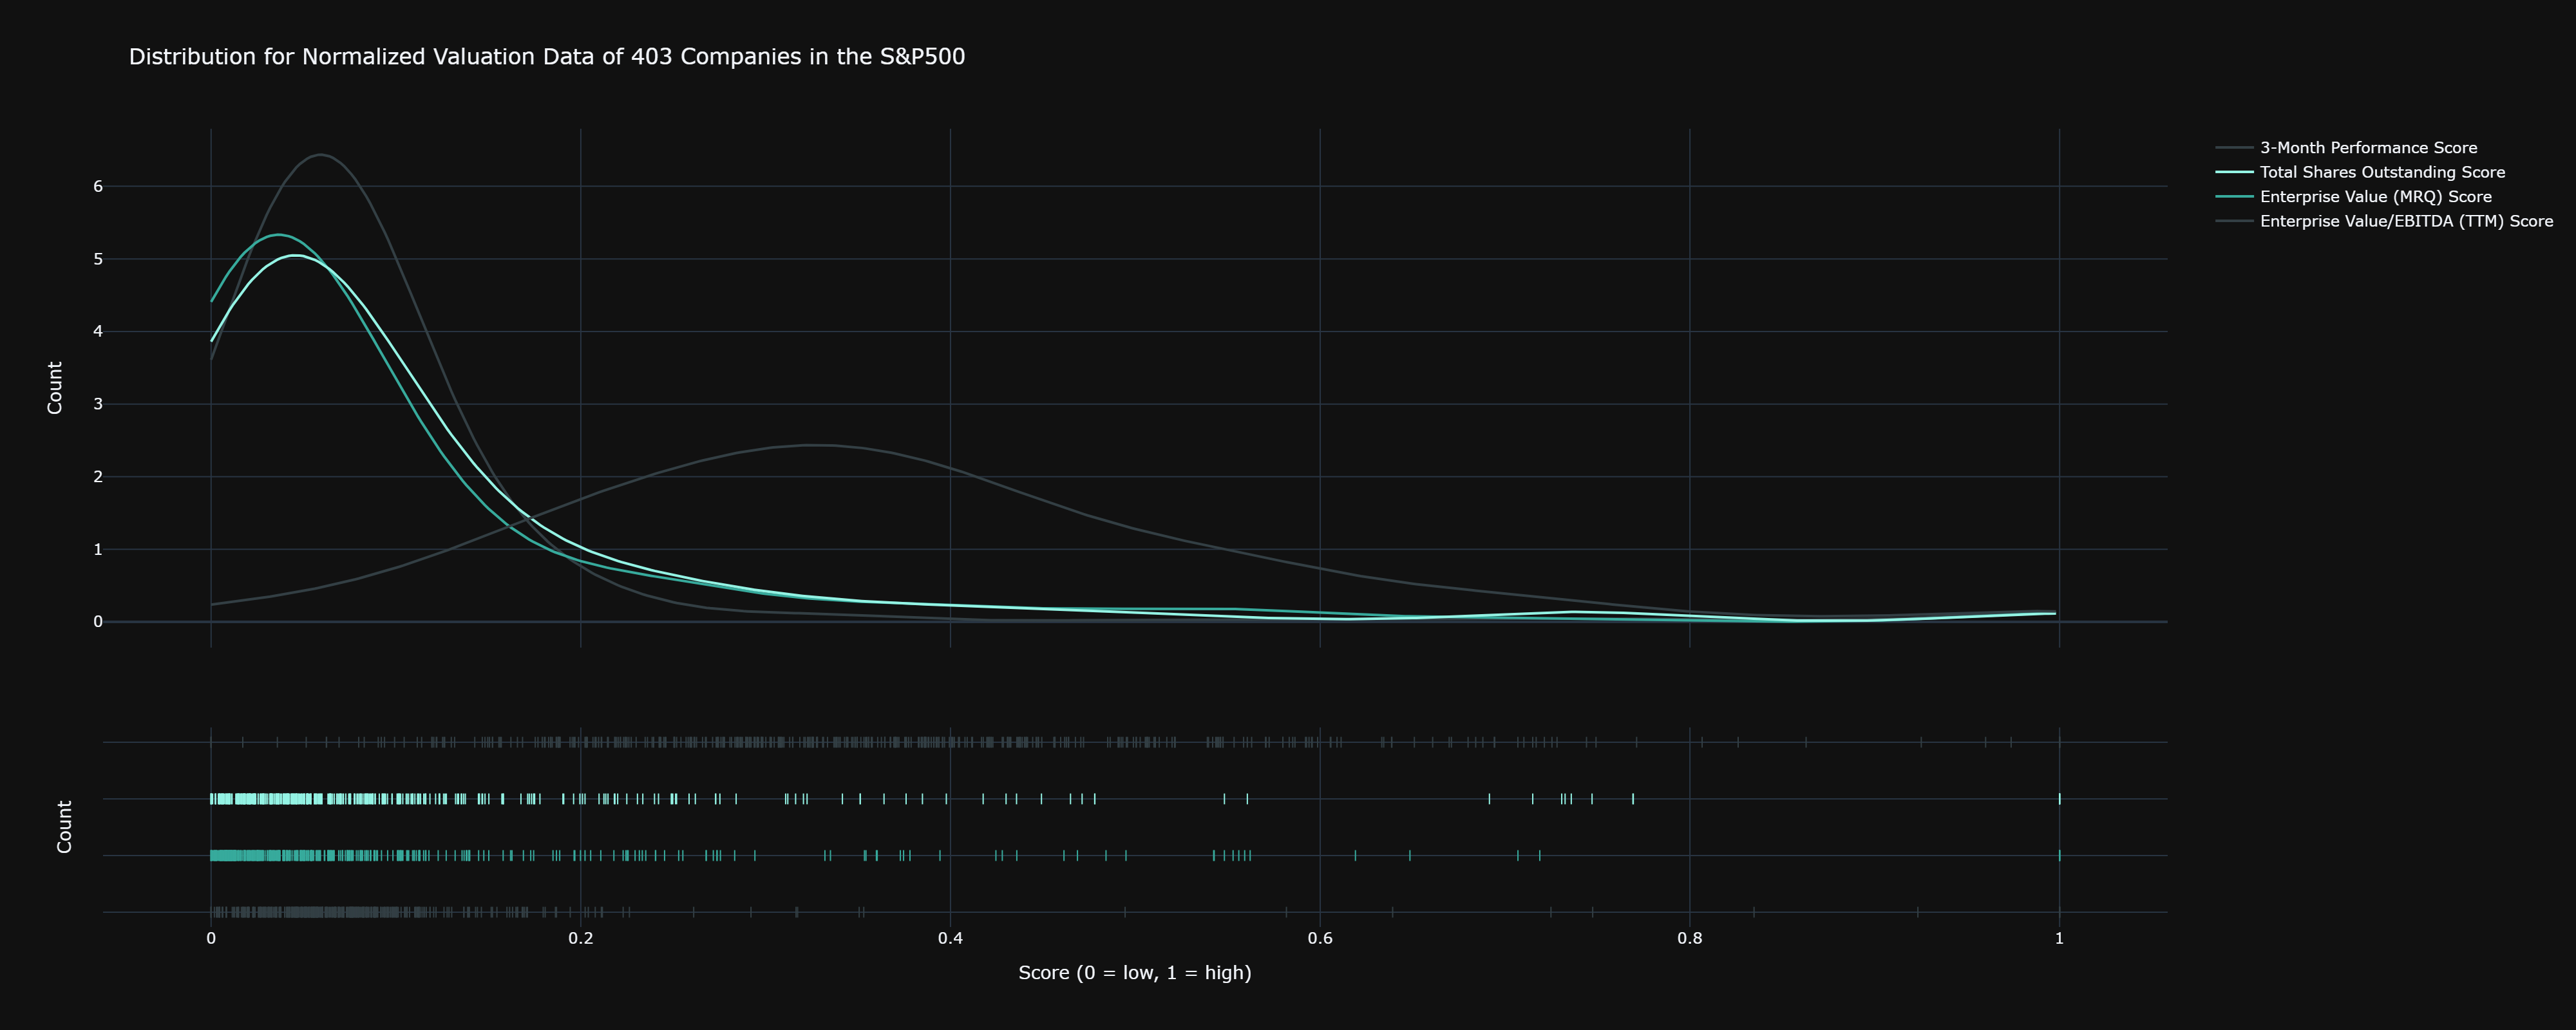 Distribution for Normalized Valuation Data of 403 Companies in the S&P500
3-Month Performance Score
Total Shares Outstanding Score
Enterprise Value (MRQ) Score
Enterprise Value/EBITDA (TTM) Score
Count
6
5
4
3
2
1
0
Count
0 0.2 0.4 0.6 0.8 1
Score (0 = low, 1 = high)